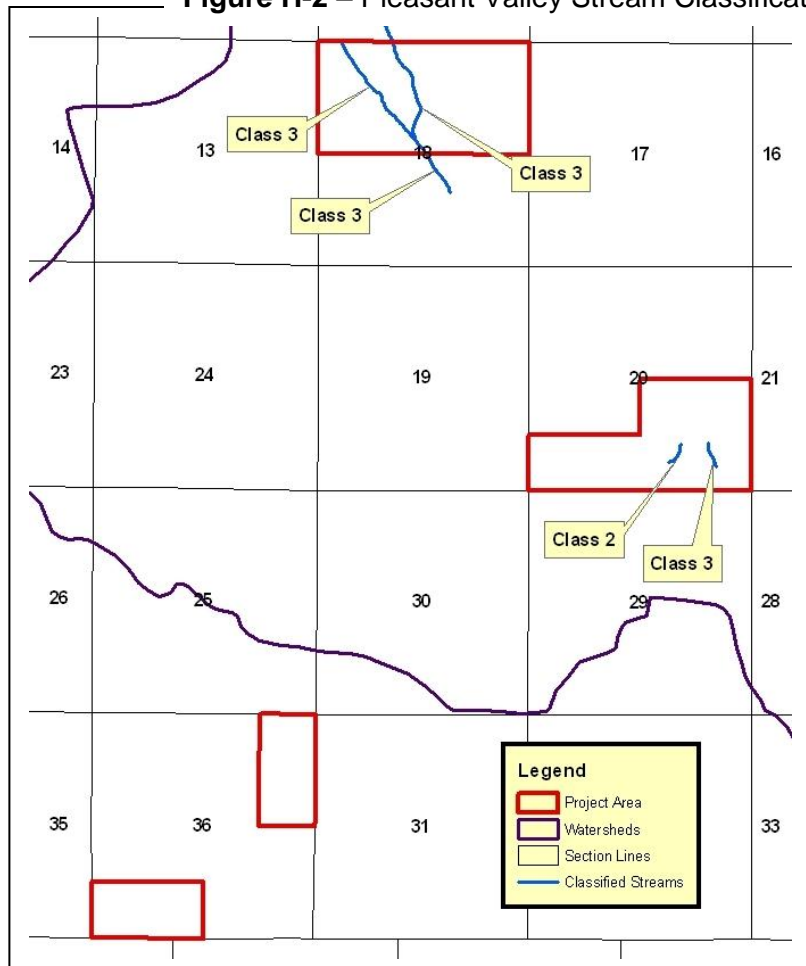 Figure H-2 – Pleasant Valley Stream Classificat
14
13
Class 3
18
Class 3
17
16
Class 3
23
24
19
20
21
Class 2
Class 3
26
25
30
29
28
35
36
31
33
Legend
Project Area
Watersheds
Section Lines
Classified Streams